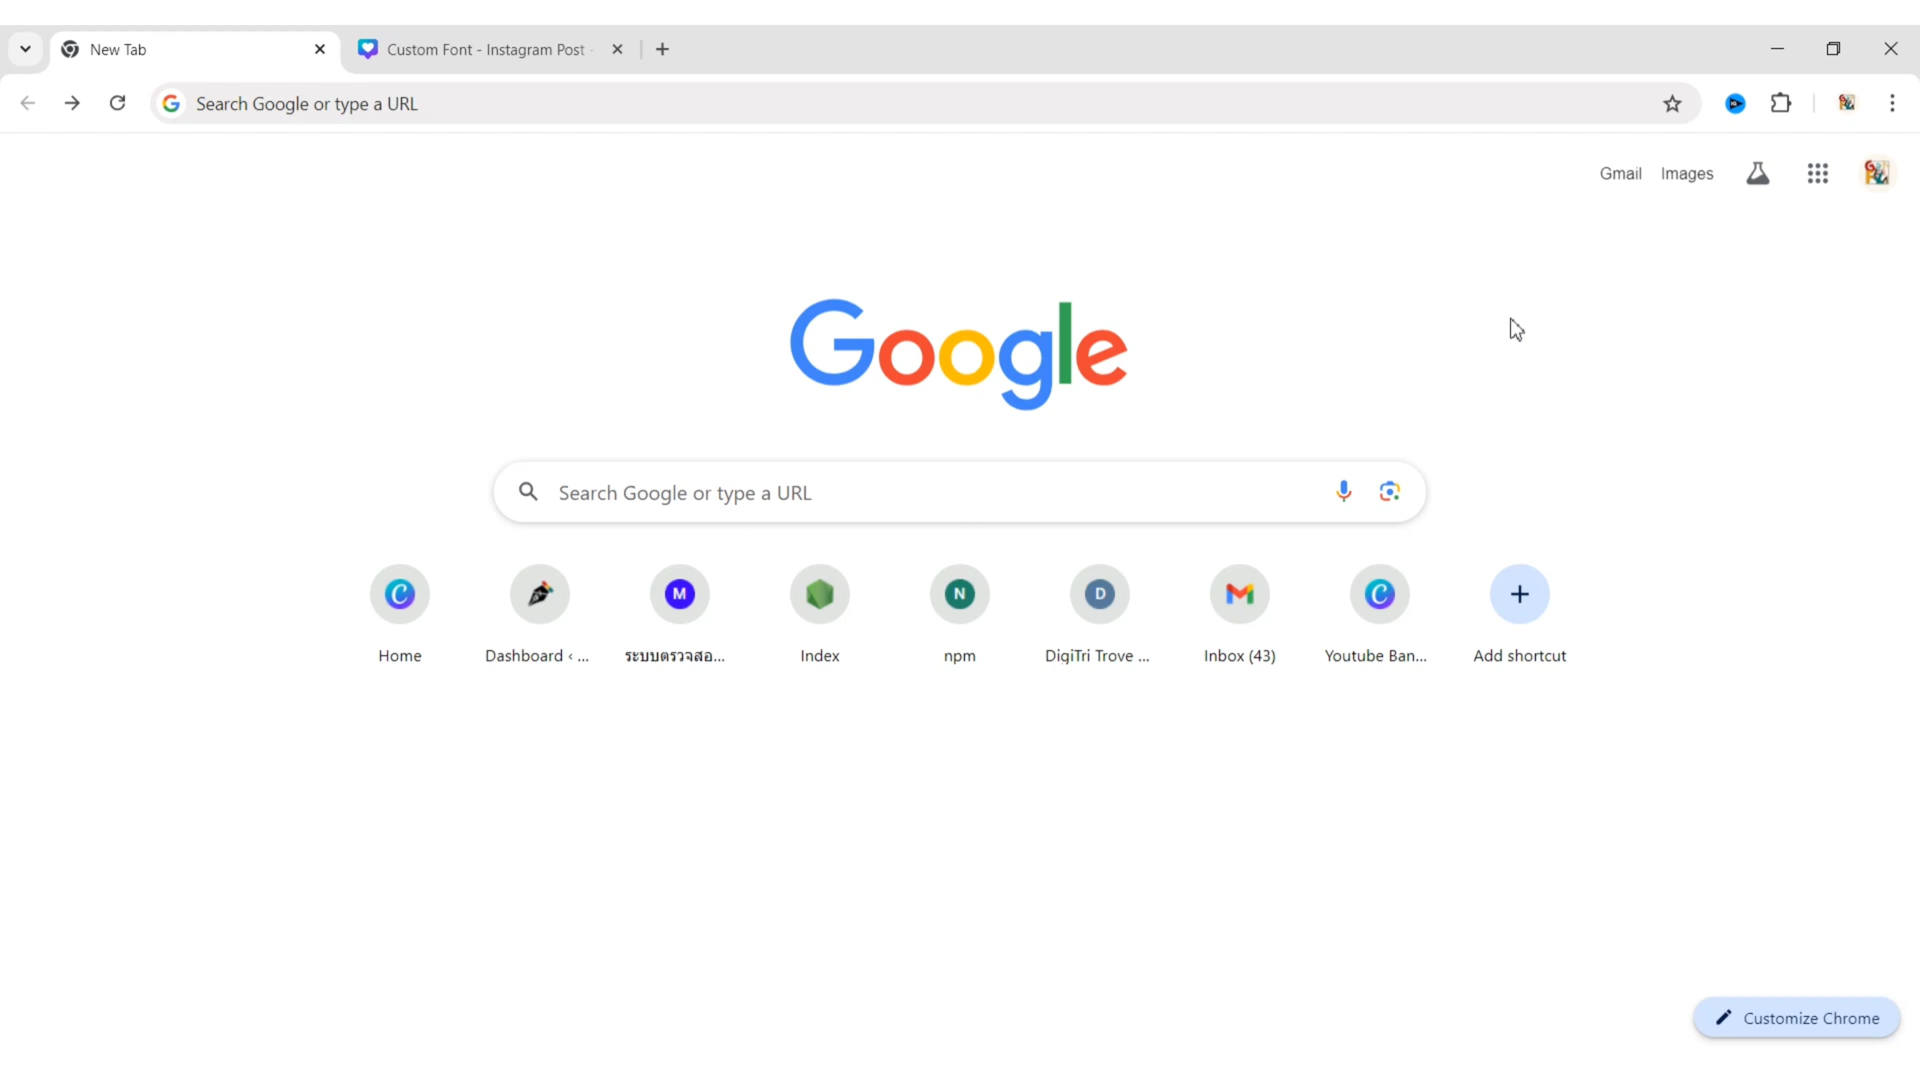 New Tab
Custom Font - Instagram Post -
Search Google or type a URL
Gmail Images
Google
Search Google or type a URL
M N D
Home Dashboard ‹ ... ระบบตรวจสอ... Index npm DigiTri Trove ... Inbox (43) Youtube Ban... Add shortcut
Customize Chrome